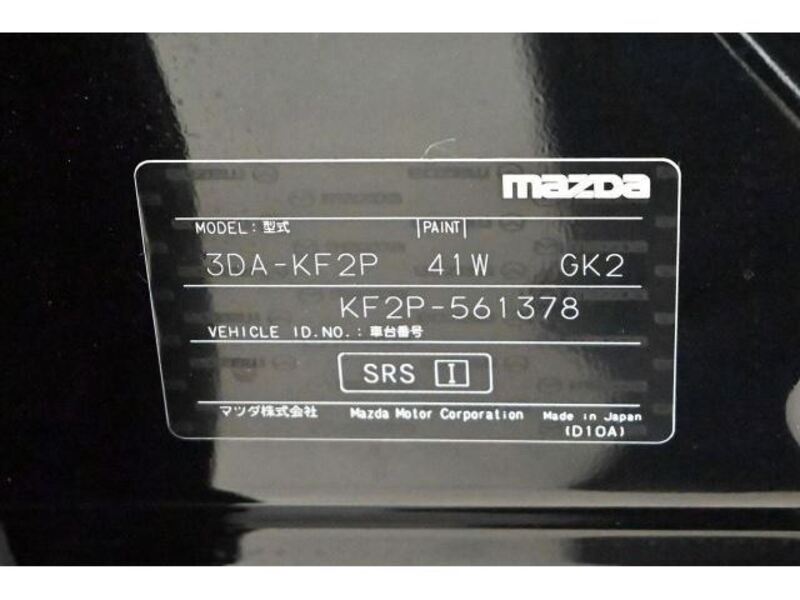 mazda
MODEL: 型式 PAINT
3DA-KF2P 41W GK2
KF2P-561378
VEHICLE ID.NO.: 車台番号
SRS I
マツダ株式会社 Mazda Motor Corporation Made in Japan
(D10A)